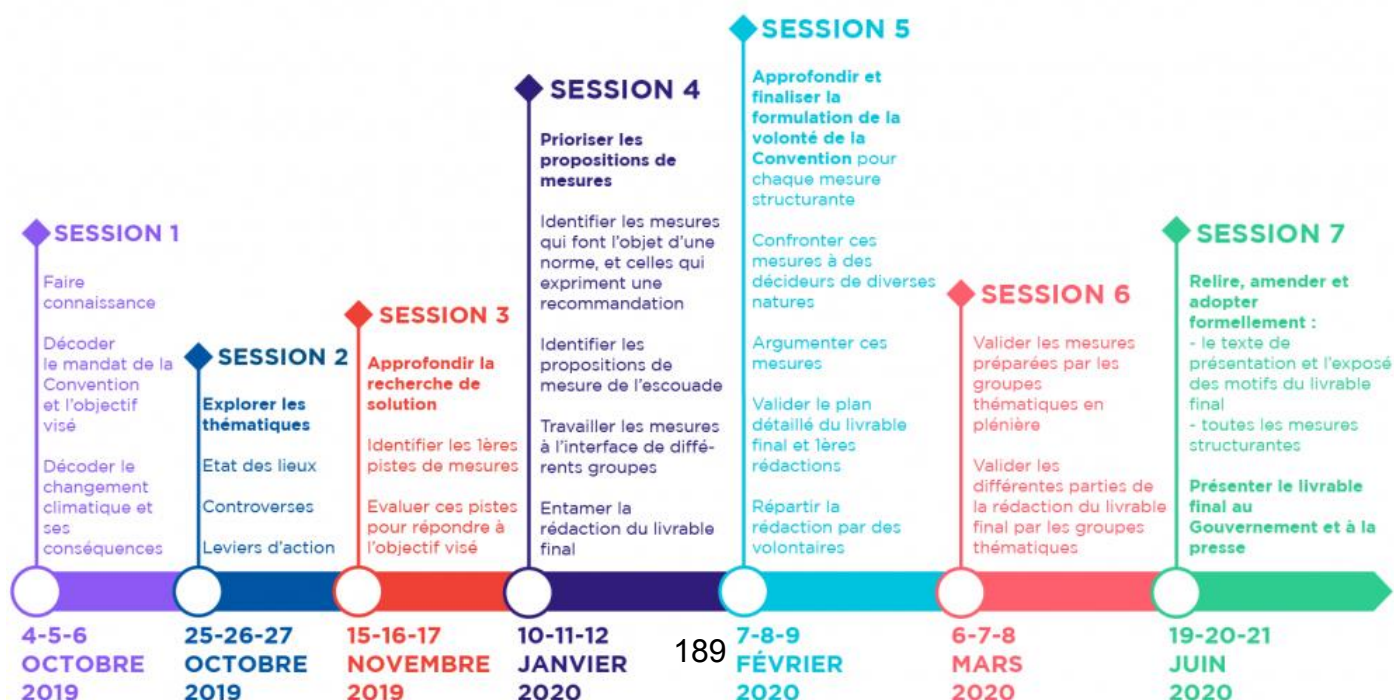 SESSION 1
Faire
connaissance
Décoder
le mandat de la
Convention
et l'objectif
visé
Décoder le
changement
climatique et
ses
conséquences
4-5-6
OCTOBRE
2019
SESSION 2
Explorer les
thématiques
Etat des lieux
Controverses
Leviers d'action
25-26-27
OCTOBRE
2019
SESSION 3
Approfondir la
recherche de
solution
Identifier les 1ères
pistes de mesures
Evaluer ces pistes
pour répondre à
l'objectif visé
15-16-17
NOVEMBRE
2019
SESSION 4
Prioriser les
propositions de
mesures
Identifier les mesures
qui font l'objet d'une
norme, et celles qui
expriment une
recommandation
Identifier les
propositions de
mesure de l'escouade
Travailler les mesures
à l'interface de diffé-
rents groupes
Entamer la
rédaction du livrable
final
10-11-12
JANVIER
2020
189
SESSION 5
Approfondir et
finaliser la
formulation de la
volonté de la
Convention pour
chaque mesure
structurante
Confronter ces
mesures à des
décideurs de diverses
natures
Argumenter ces
mesures
Valider le plan
détaillé du livrable
final et 1ères
rédactions
Répartir la
rédaction par des
volontaires
7-8-9
FÉVRIER
2020
SESSION 6
Valider les mesures
préparées par les
groupes
thématiques en
plénière
Valider les
différentes parties de
la rédaction du livrable
final par les groupes
thématiques
6-7-8
MARS
2020
SESSION 7
Relire, amender et
adopter
formellement :
- le texte de
présentation et l'exposé
des motifs du livrable
final
- toutes les mesures
structurantes
Présenter le livrable
final au
Gouvernement et à la
presse
19-20-21
JUIN
2020